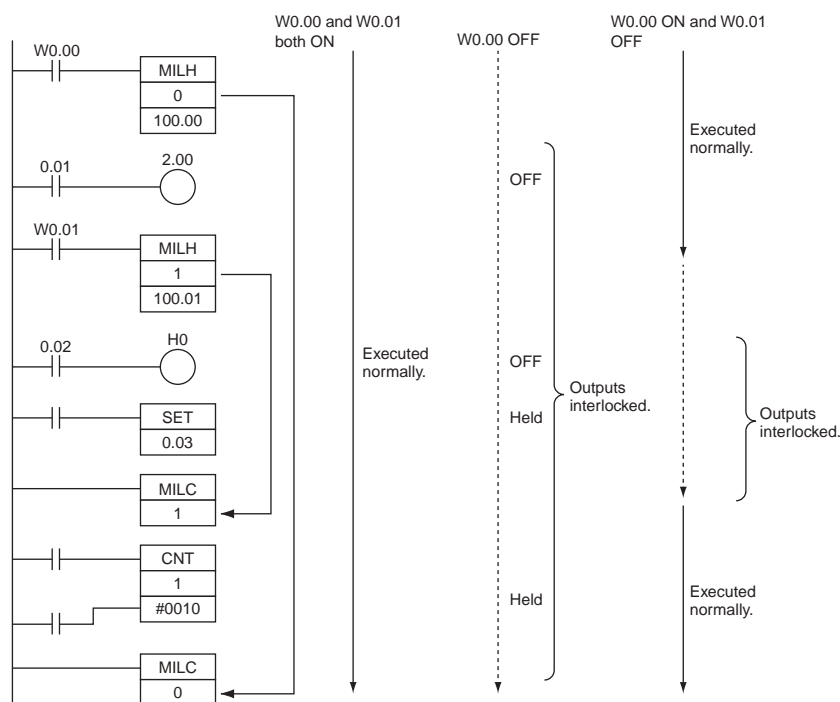 W0.00 and W0.01
both ON
W0.00 OFF
W0.00 ON and W0.01
OFF
W0.00
MILH
0
100.00
Executed
normally.
0.01
2.00
OFF
W0.01
MILH
1
100.01
0.02
H0
Executed
normally.
OFF
Outputs
interlocked.
Held
Outputs
interlocked.
SET
0.03
MILC
1
CNT
1
#0010
Held
Executed
normally.
MILC
0